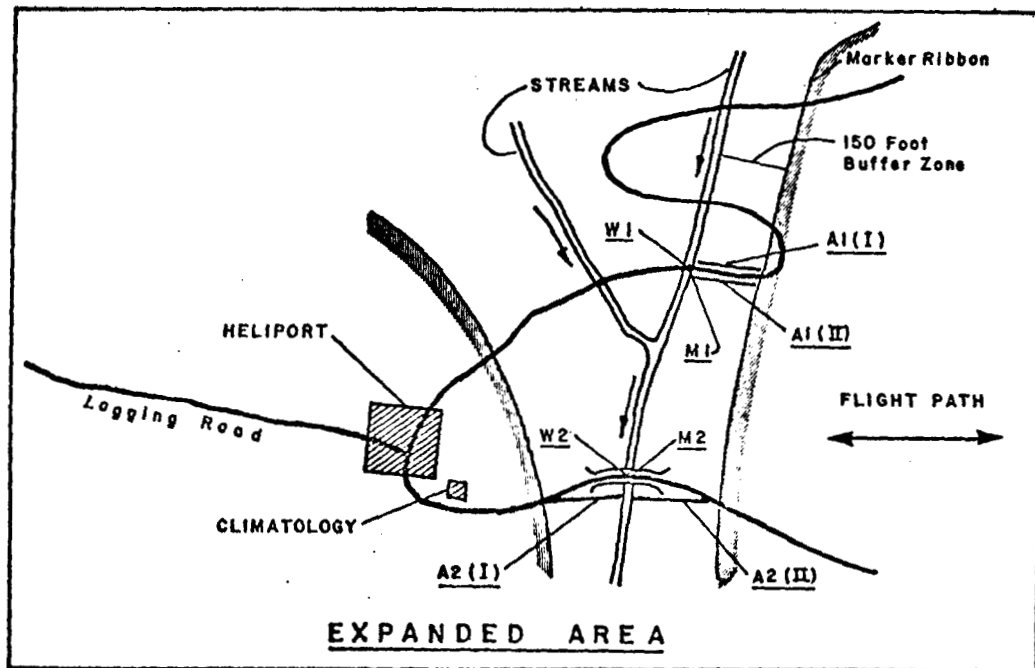 Marker Ribbon
STREAMS
150 Foot
Buffer Zone
W1
A1(I)
HELIPORT
A1(II)
M1
Logging Road
FLIGHT PATH
W2
M2
CLIMATOLOGY
A2(I)
A2(II)
EXPANDED AREA